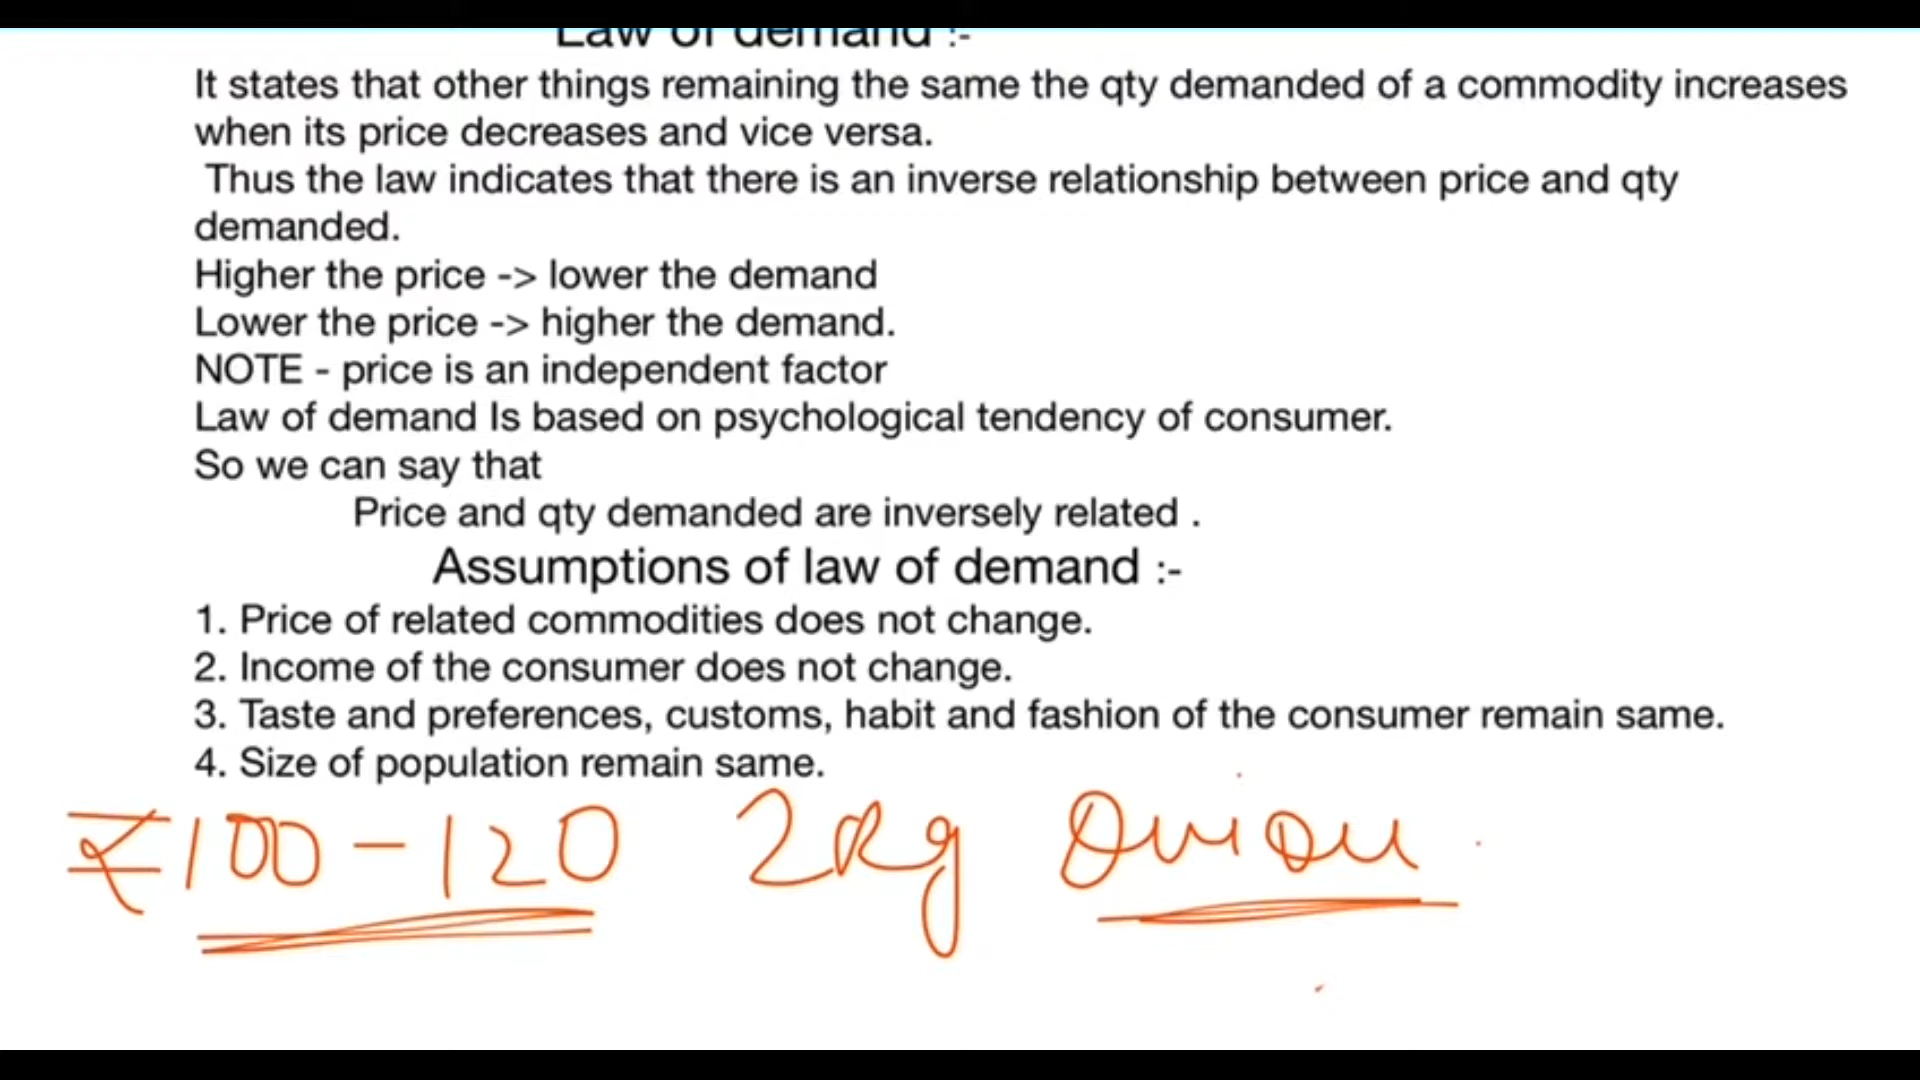 Law of demand :-
It states that other things remaining the same the qty demanded of a commodity increases
when its price decreases and vice versa.
Thus the law indicates that there is an inverse relationship between price and qty
demanded.
Higher the price -> lower the demand
Lower the price -> higher the demand.
NOTE - price is an independent factor
Law of demand Is based on psychological tendency of consumer.
So we can say that
Price and qty demanded are inversely related .
Assumptions of law of demand :-
1. Price of related commodities does not change.
2. Income of the consumer does not change.
3. Taste and preferences, customs, habit and fashion of the consumer remain same.
4. Size of population remain same.
₹100-120 2kg Onion